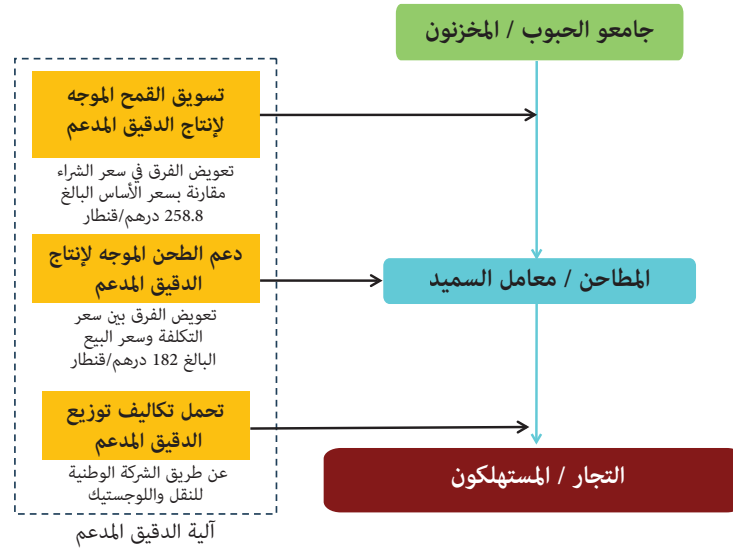 جامعو الحبوب / المخزنون
تسويق القمح الموجه
لإنتاج الدقيق المدعم
تعويض الفرق في سعر الشراء
مقارنة بسعر الأساس البالغ
258.8 درهم/قنطار
دعم الطحن الموجه لإنتاج
الدقيق المدعم
المطاحن / معامل السميد
تعويض الفرق بين سعر
التكلفة وسعر البيع
البالغ 182 درهم/قنطار
تحمل تكاليف توزيع
الدقيق المدعم
عن طريق الشركة الوطنية
للنقل واللوجستيك
التجار / المستهلكون
آلية الدقيق المدعم